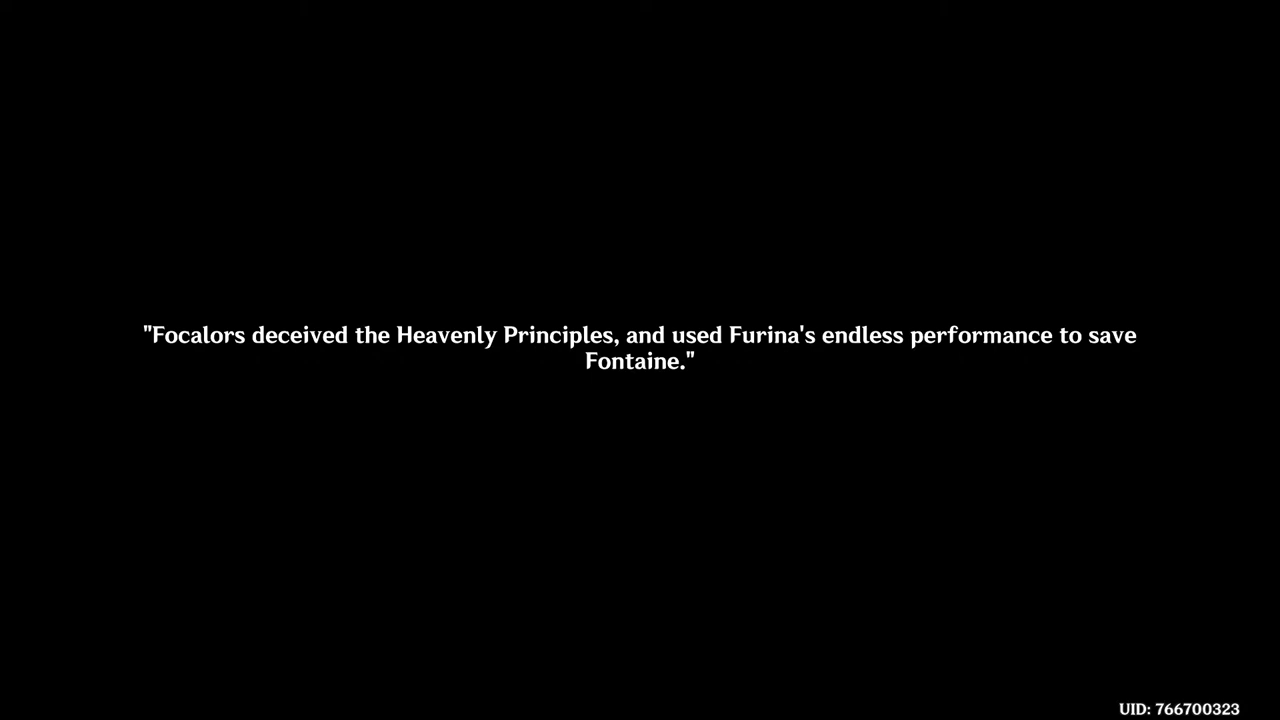 "Focalors deceived the Heavenly Principles, and used Furina's endless performance to save
Fontaine."
UID: 766700323